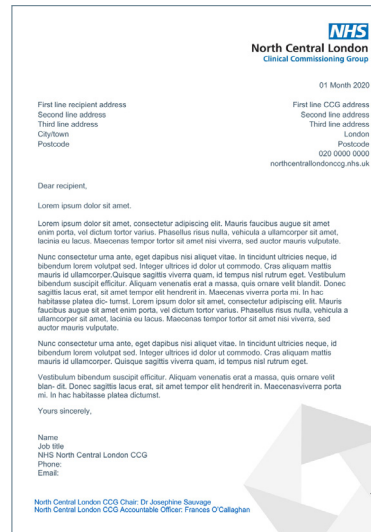 NHS
North Central London
Clinical Commissioning Group
01 Month 2020
First line recipient address
Second line address
Third line address
City/town
Postcode
First line CCG address
Second line address
Third line address
London
Postcode
020 0000 0000
northcentrallondonccg.nhs.uk
Dear recipient,
Lorem ipsum dolor sit amet.
Lorem ipsum dolor sit amet, consectetur adipiscing elit. Mauris faucibus augue sit amet
enim porta, vel dictum tortor varius. Phasellus risus nulla, vehicula a ullamcorper sit amet,
lacinia eu lacus. Maecenas tempor tortor sit amet nisi viverra, sed auctor mauris vulputate.
Nunc consectetur urna ante, eget dapibus nisi aliquet vitae. In tincidunt ultricies neque, id
bibendum lorem volutpat sed. Integer ultrices id dolor ut commodo. Cras aliquam mattis
mauris id ullamcorper.Quisque sagittis viverra quam, id tempus nisl rutrum eget. Vestibulum
bibendum suscipit efficitur. Aliquam venenatis erat a massa, quis ornare velit blandit. Donec
sagittis lacus erat, sit amet tempor elit hendrerit in. Maecenas viverra porta mi. In hac
habitasse platea dic- tumst. Lorem ipsum dolor sit amet, consectetur adipiscing elit. Mauris
faucibus augue sit amet enim porta, vel dictum tortor varius. Phasellus risus nulla, vehicula a
ullamcorper sit amet, lacinia eu lacus. Maecenas tempor tortor sit amet nisi viverra, sed
auctor mauris vulputate.
Nunc consectetur urna ante, eget dapibus nisi aliquet vitae. In tincidunt ultricies neque, id
bibendum lorem volutpat sed. Integer ultrices id dolor ut commodo. Cras aliquam mattis
mauris id ullamcorper. Quisque sagittis viverra quam, id tempus nisl rutrum eget.
Vestibulum bibendum suscipit efficitur. Aliquam venenatis erat a massa, quis ornare velit
blan- dit. Donec sagittis lacus erat, sit amet tempor elit hendrerit in. Maecenasviverra porta
mi. In hac habitasse platea dictumst.
Yours sincerely,
Name
Job title
NHS North Central London CCG
Phone:
Email:
North Central London CCG Chair: Dr Josephine Sauvage
North Central London CCG Accountable Officer: Frances O'Callaghan